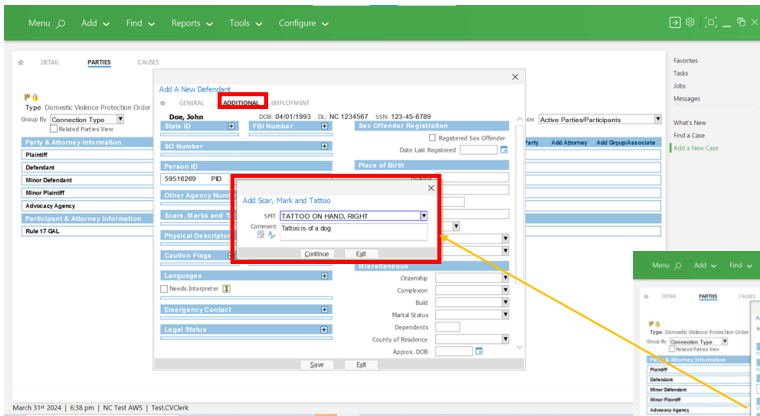 Menu Add Find Reports Tools Configure
DETAIL PARTIES CAUSES
Type Domestic Violence Protection Order
Group By Connection Type
Related Parties View
Party & Attorney Information
Plaintiff
Defendant
Minor Defendant
Minor Plaintiff
Advocacy Agency
Participant & Attorney Information
Rule 17 GAL
Add A New Defendant
GENERAL ADDITIONAL EMPLOYMENT
Doe, John DOB: 04/01/1993 DL: NC 1234567 SSN: 123-45-6789
State ID FBI Number Sex Offender Registration
Registered Sex Offender
SO Number Date Last Registered
Person ID Place of Birth
59516269 PID
Other Agency Num
Scars, Marks and T
Physical Descriptor
Caution Flags
Languages
Needs Interpreter
Emergency Contact
Legal Status
Add Scar, Mark and Tattoo
SMT TATTOO ON HAND, RIGHT
Comment Tattoo is of a dog
Continue Exit
Miscellaneous
Citizenship
Complexion
Build
Marital Status
Dependents
County of Residence
Approx. DOB
Save Exit
ew Active Parties/Participants
Party Add Attorney Add Group/Associate
Favorites
Tasks
Jobs
Messages
What's New
Find a Case
Add a New Case
Menu Add Find
DETAIL PARTIES CAUSES
Type Domestic Violence Protection Order
Group By Connection Type
Related Parties View
Party & Attorney Information
Plaintiff
Defendant
Minor Defendant
Minor Plaintiff
Advocacy Agency
March 31st 2024 | 6:38 pm | NC Test AWS | Test.CVClerk